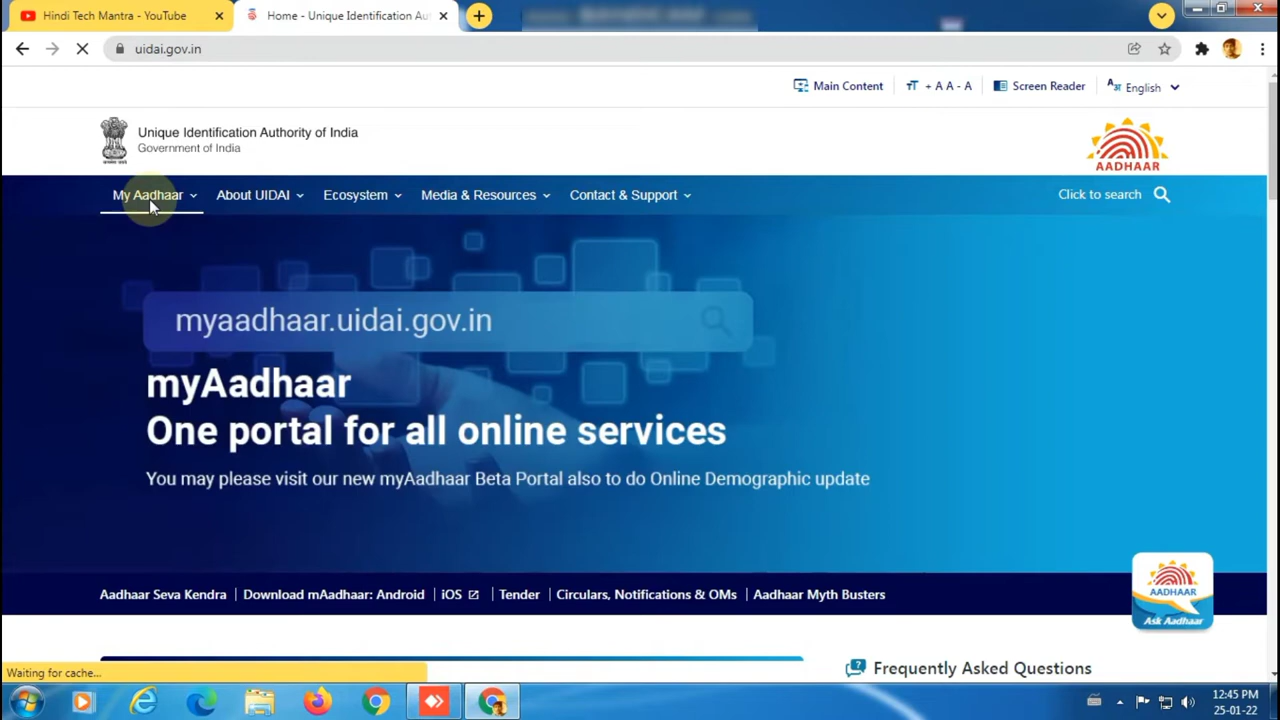 Hindi Tech Mantra - YouTube
Home - Unique Identification Aut
uidai.gov.in
Main Content
+ A A - A
Screen Reader
English
Unique Identification Authority of India
Government of India
AADHAAR
My Aadhaar
About UIDAI
Ecosystem
Media & Resources
Contact & Support
Click to search
myaadhaar.uidai.gov.in
myAadhaar
One portal for all online services
You may please visit our new myAadhaar Beta Portal also to do Online Demographic update
Aadhaar Seva Kendra
Download mAadhaar: Android
iOS
Tender
Circulars, Notifications & OMs
Aadhaar Myth Busters
AADHAAR
Ask Aadhaar
Waiting for cache...
Frequently Asked Questions
12:45 PM
25-01-22